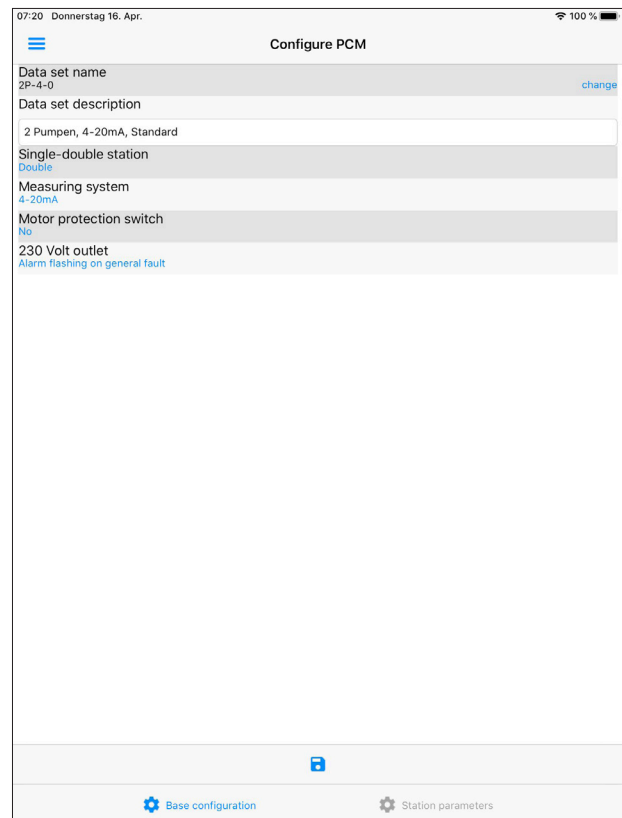 07:20 Donnerstag 16. Apr. 100 %
Configure PCM
Data set name
2P-4-0 change
Data set description
2 Pumpen, 4-20mA, Standard
Single-double station
Double
Measuring system
4-20mA
Motor protection switch
No
230 Volt outlet
Alarm flashing on general fault
Base configuration Station parameters